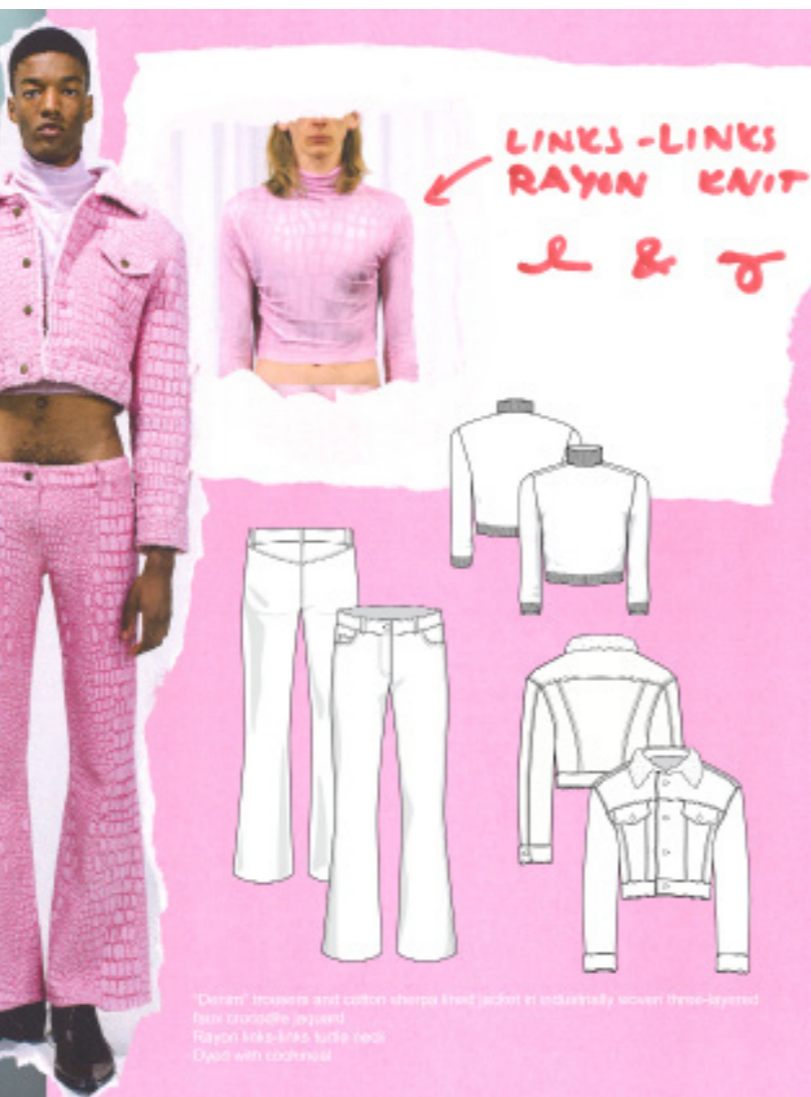 LINKS-LINKS
RAYON KNIT
&
"Denim" trousers and cotton sherpa lined jacket in industrially woven three-layered
faux crocodile jaquard
Rayon links-links turtle neck
Dyed with cochineal